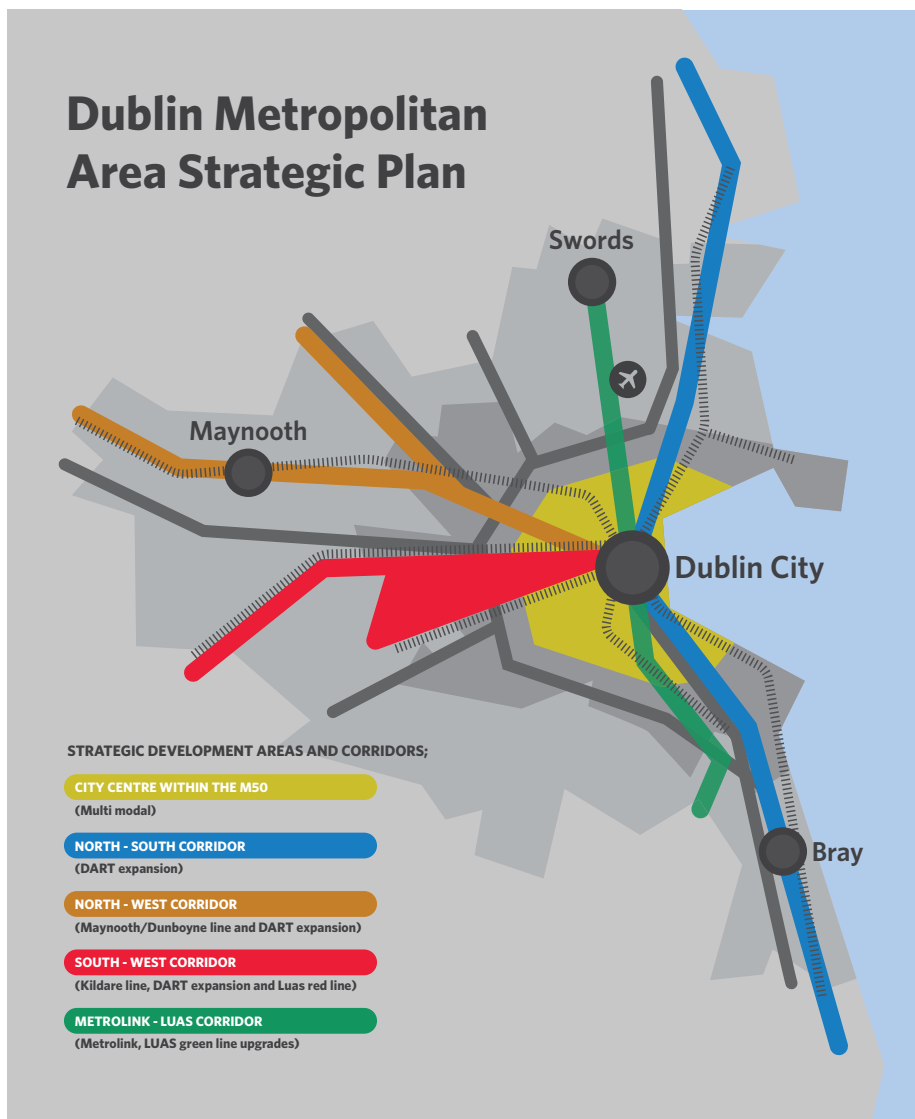 Dublin Metropolitan
Area Strategic Plan
Swords
Maynooth
Dublin City
Bray
STRATEGIC DEVELOPMENT AREAS AND CORRIDORS;
CITY CENTRE WITHIN THE M50
(Multi modal)
NORTH - SOUTH CORRIDOR
(DART expansion)
NORTH - WEST CORRIDOR
(Maynooth/Dunboyne line and DART expansion)
SOUTH - WEST CORRIDOR
(Kildare line, DART expansion and Luas red line)
METROLINK - LUAS CORRIDOR
(Metrolink, LUAS green line upgrades)